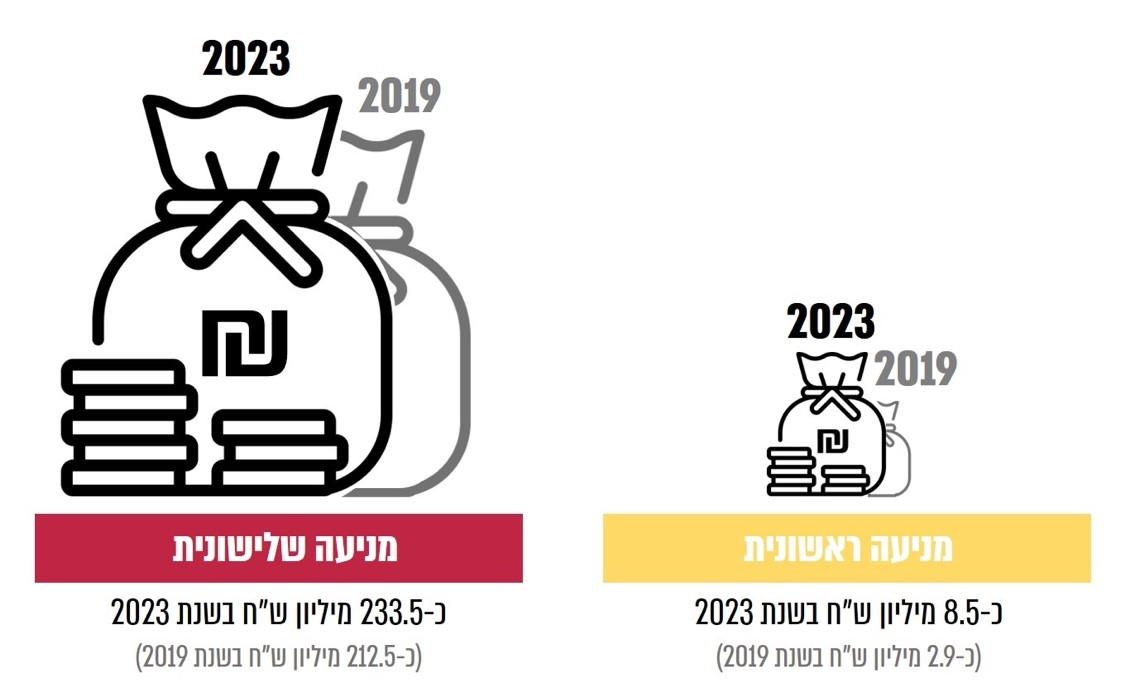 2023
2019
₪
מניעה ראשונית
כ-8.5 מיליון ש"ח בשנת 2023
(כ-2.9 מיליון ש"ח בשנת 2019)
2023
2019
₪
מניעה שלישונית
כ-233.5 מיליון ש"ח בשנת 2023
(כ-212.5 מיליון ש"ח בשנת 2019)